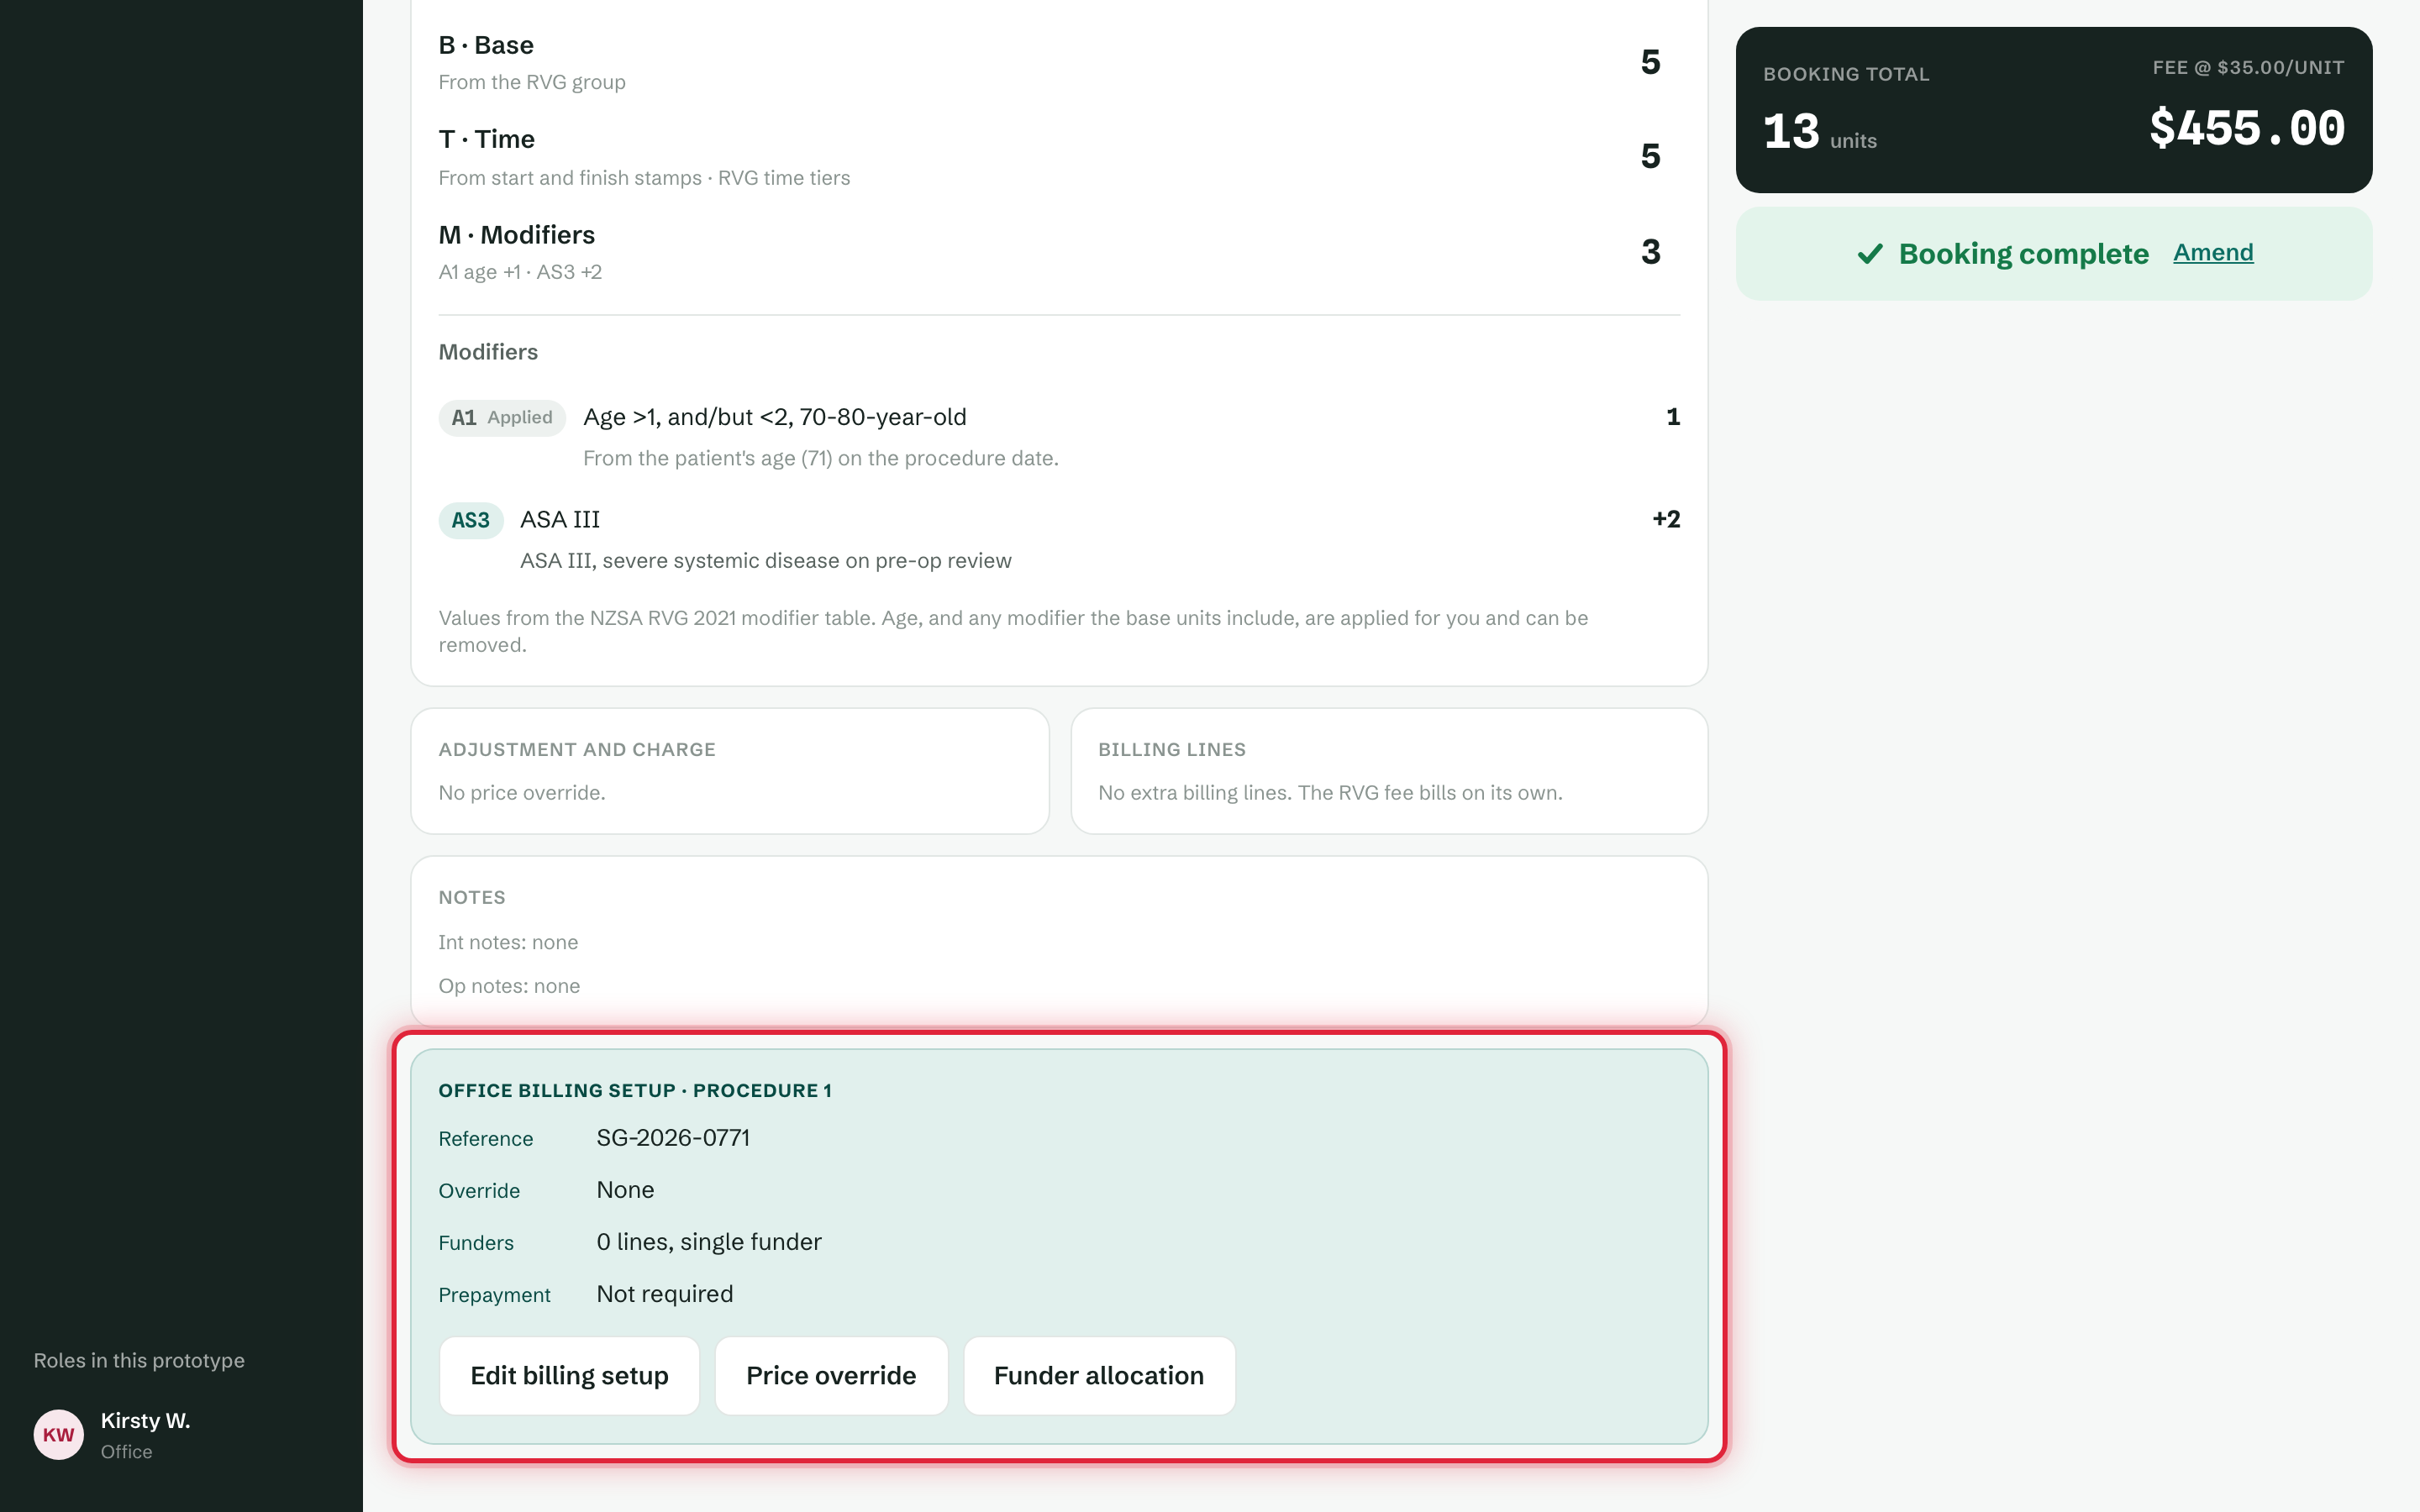 B · Base
5
From the RVG group
T · Time
5
From start and finish stamps · RVG time tiers
M · Modifiers
3
A1 age +1 · AS3 +2
Modifiers
A1 Applied Age >1, and/but <2, 70-80-year-old 1
From the patient's age (71) on the procedure date.
AS3 ASA III +2
ASA III, severe systemic disease on pre-op review
Values from the NZSA RVG 2021 modifier table. Age, and any modifier the base units include, are applied for you and can be
removed.
ADJUSTMENT AND CHARGE
No price override.
BILLING LINES
No extra billing lines. The RVG fee bills on its own.
NOTES
Int notes: none
Op notes: none
OFFICE BILLING SETUP · PROCEDURE 1
Reference SG-2026-0771
Override None
Funders 0 lines, single funder
Prepayment Not required
Edit billing setup Price override Funder allocation
BOOKING TOTAL
13 units
FEE @ $35.00/UNIT
$455.00
Booking complete Amend
Roles in this prototype
KW
Kirsty W.
Office